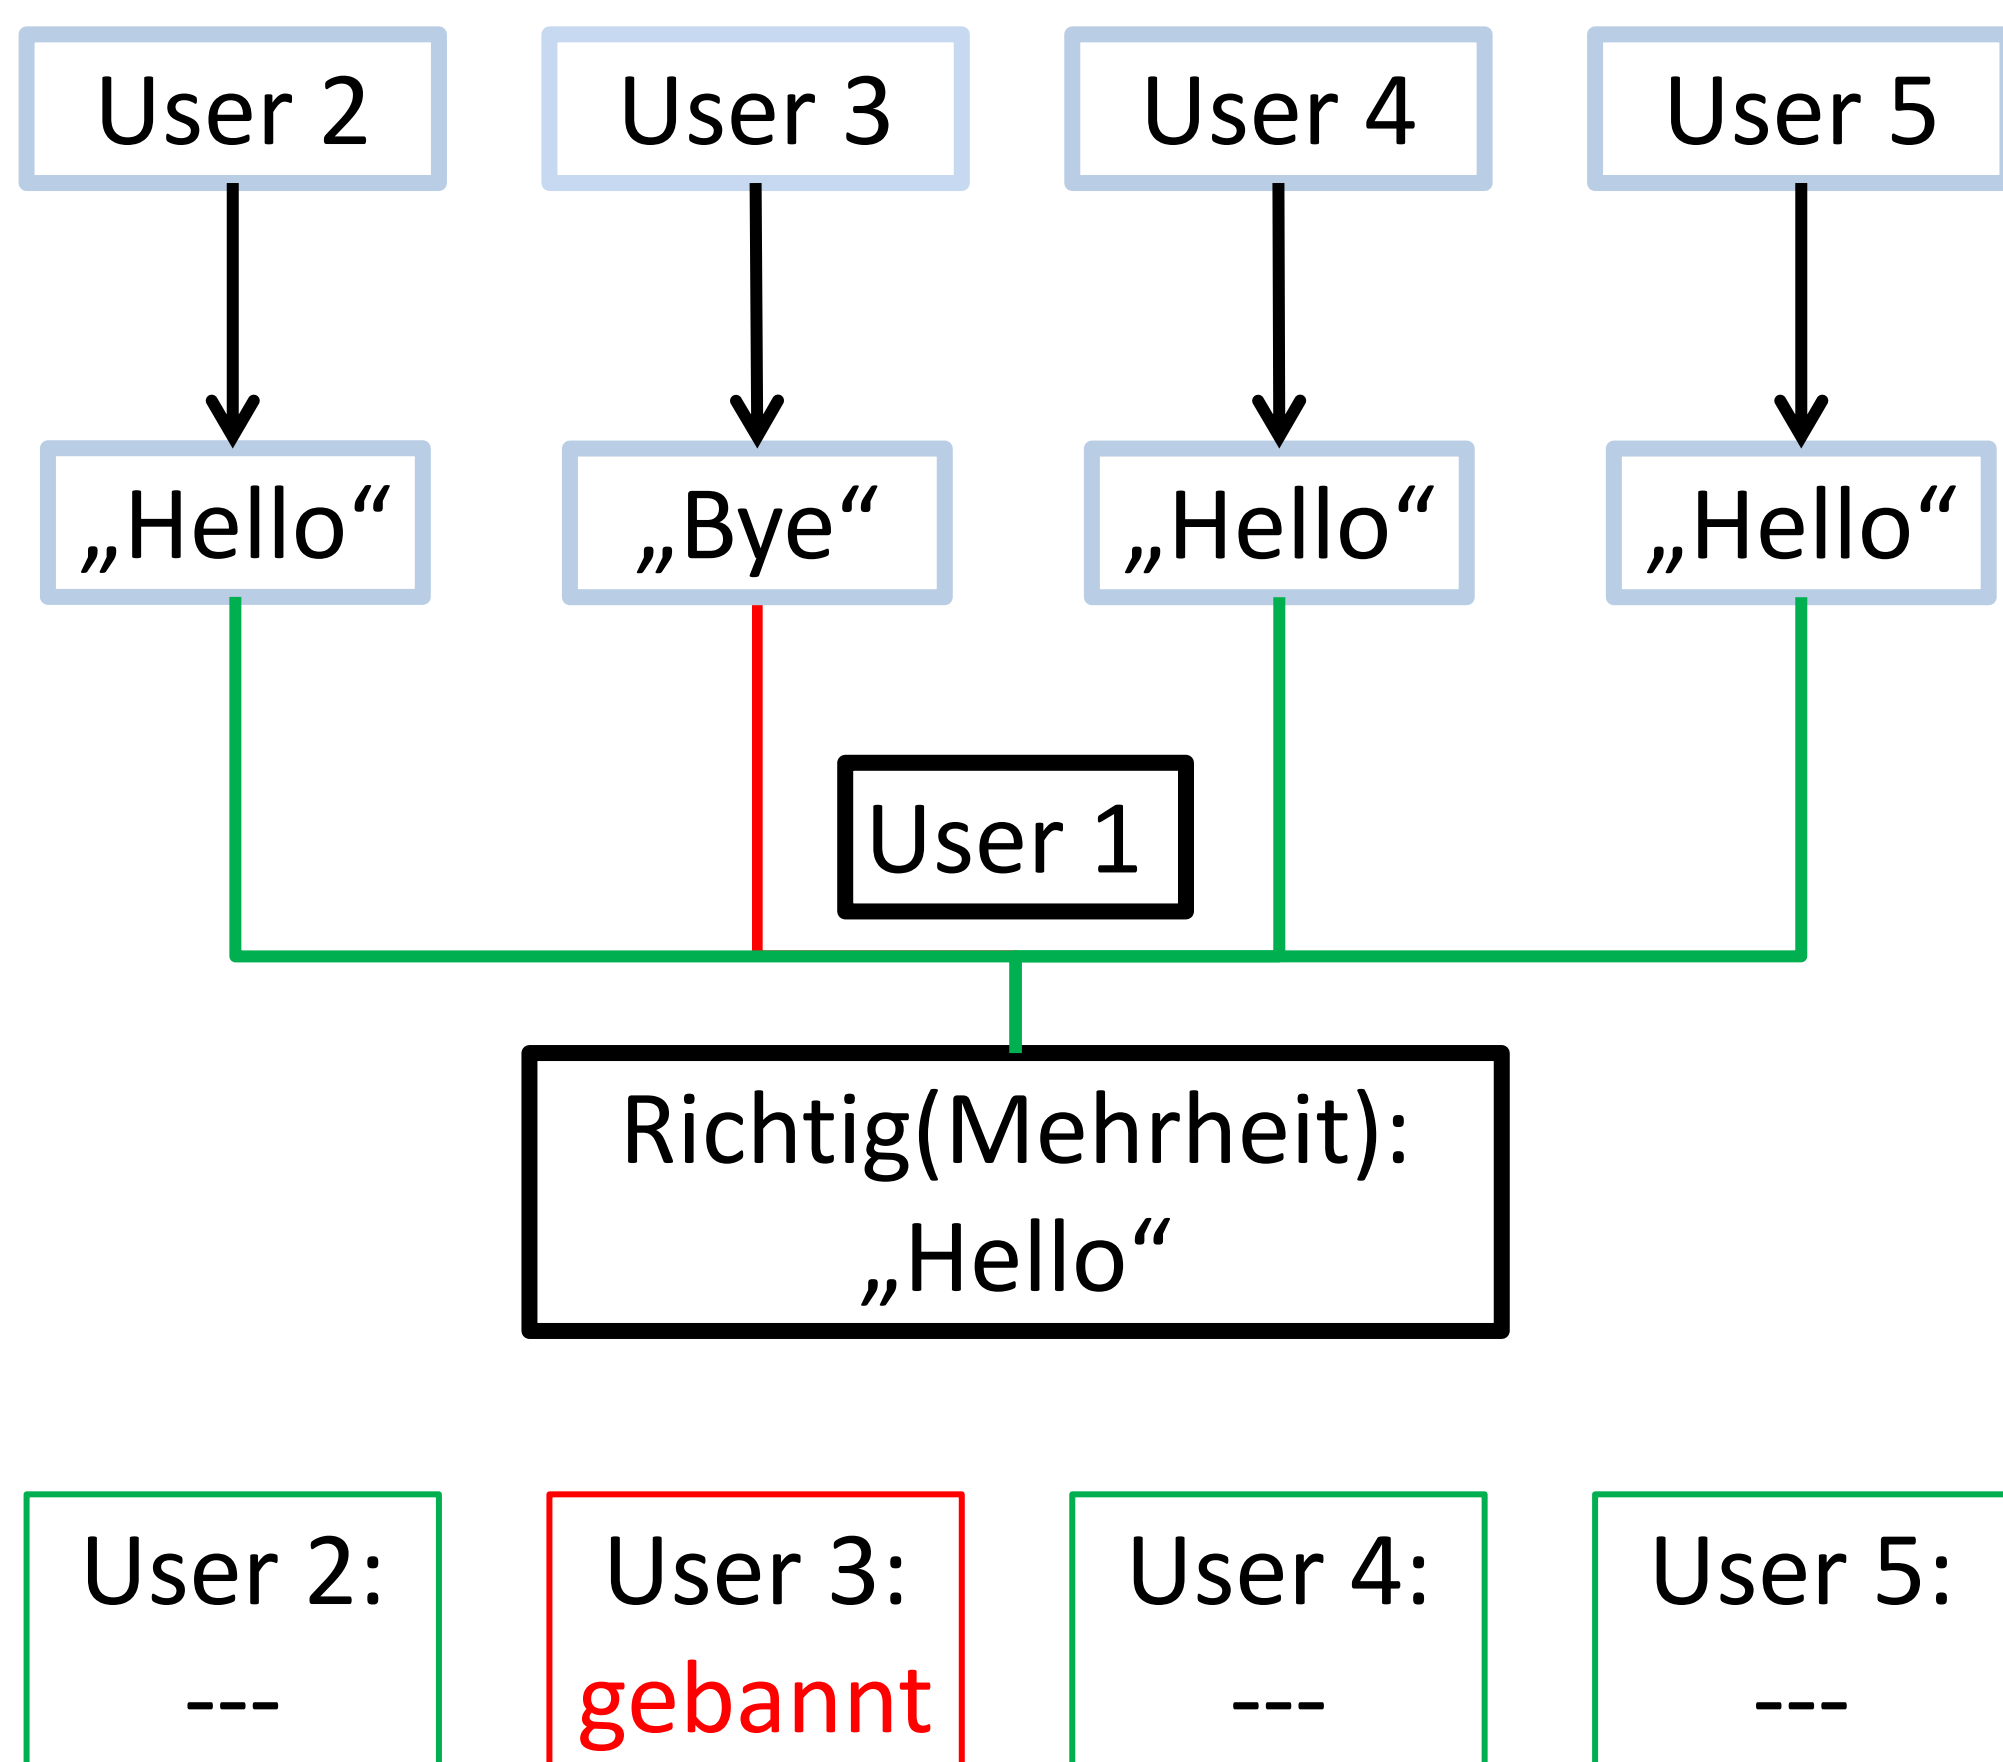 User 2
User 3
User 4
User 5
„Hello“
„Bye“
„Hello“
„Hello“
User 1
Richtig(Mehrheit):
„Hello“
User 2:
---
User 3:
gebannt
User 4:
---
User 5:
---